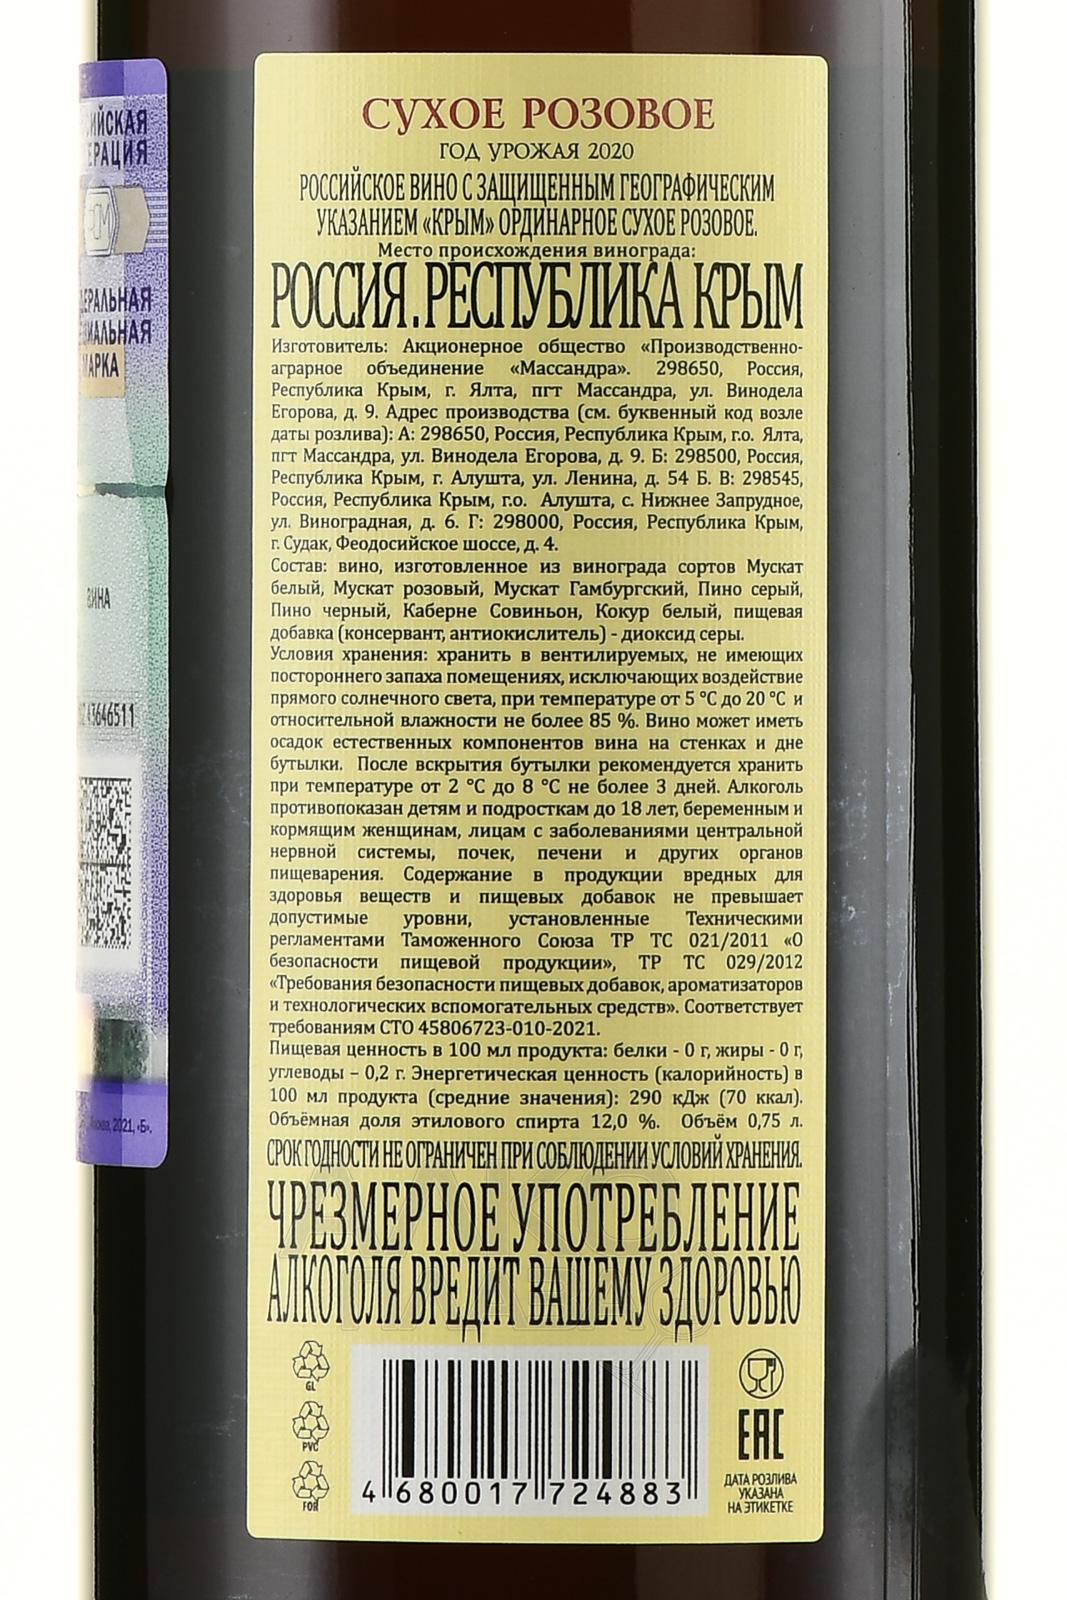 СУХОЕ РОЗОВОЕ
ГОД УРОЖАЯ 2020
РОССИЙСКОЕ ВИНО С ЗАЩИЩЕННЫМ ГЕОГРАФИЧЕСКИМ
УКАЗАНИЕМ «КРЫМ» ОРДИНАРНОЕ СУХОЕ РОЗОВОЕ.
Место происхождения винограда:
РОССИЯ. РЕСПУБЛИКА КРЫМ
Изготовитель: Акционерное общество «Производственно-
аграрное объединение «Массандра». 298650, Россия,
Республика Крым, г. Ялта, пгт Массандра, ул. Винодела
Егорова, д. 9. Адрес производства (см. буквенный код возле
даты розлива): А: 298650, Россия, Республика Крым, г.о. Ялта,
пгт Массандра, ул. Винодела Егорова, д. 9. Б: 298500, Россия,
Республика Крым, г. Алушта, ул. Ленина, д. 54 Б. В: 298545,
Россия, Республика Крым, г.о. Алушта, с. Нижнее Запрудное,
ул. Виноградная, д. 6. Г: 298000, Россия, Республика Крым,
г. Судак, Феодосийское шоссе, д. 4.
Состав: вино, изготовленное из винограда сортов Мускат
белый, Мускат розовый, Мускат Гамбургский, Пино серый,
Пино черный, Каберне Совиньон, Кокур белый, пищевая
добавка (консервант, антиокислитель) - диоксид серы.
Условия хранения: хранить в вентилируемых, не имеющих
постороннего запаха помещениях, исключающих воздействие
прямого солнечного света, при температуре от 5 °C до 20 °C и
относительной влажности не более 85 %. Вино может иметь
осадок естественных компонентов вина на стенках и дне
бутылки. После вскрытия бутылки рекомендуется хранить
при температуре от 2 °C до 8 °C не более 3 дней. Алкоголь
противопоказан детям и подросткам до 18 лет, беременным и
кормящим женщинам, лицам с заболеваниями центральной
нервной системы, почек, печени и других органов
пищеварения. Содержание в продукции вредных для
здоровья веществ и пищевых добавок не превышает
допустимые уровни, установленные Техническими
регламентами Таможенного Союза ТР ТС 021/2011 «О
безопасности пищевой продукции», ТР ТС 029/2012
«Требования безопасности пищевых добавок, ароматизаторов
и технологических вспомогательных средств». Соответствует
требованиям СТО 45806723-010-2021.
Пищевая ценность в 100 мл продукта: белки - 0 г, жиры - 0 г,
углеводы – 0,2 г. Энергетическая ценность (калорийность) в
100 мл продукта (средние значения): 290 кДж (70 ккал).
Объёмная доля этилового спирта 12,0 %. Объём 0,75 л.
СРОК ГОДНОСТИ НЕ ОГРАНИЧЕН ПРИ СОБЛЮДЕНИИ УСЛОВИЙ ХРАНЕНИЯ.
ЧРЕЗМЕРНОЕ УПОТРЕБЛЕНИЕ
АЛКОГОЛЯ ВРЕДИТ ВАШЕМУ ЗДОРОВЬЮ
GL
PVC
FOR
4 680017 724883
EAC
ДАТА РОЗЛИВА
УКАЗАНА
НА ЭТИКЕТКЕ
МАРКА
43646511
2021, «Б».